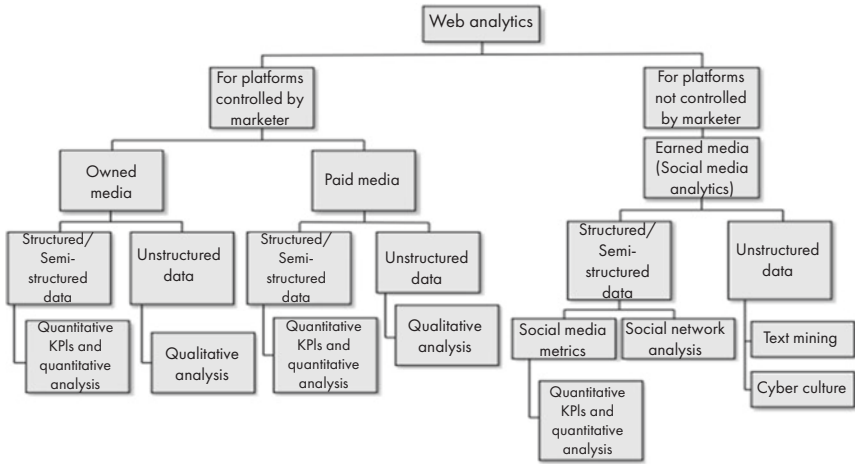 Web analytics
For platforms
controlled by
marketer
For platforms
not controlled
by marketer
Earned media
(Social media
analytics)
Owned
media
Paid media
Structured/
Semi-
structured
data
Unstructured
data
Structured/
Semi-
structured
data
Unstructured
data
Structured/
Semi-
structured
data
Unstructured
data
Quantitative
KPIs and
quantitative
analysis
Qualitative
analysis
Quantitative
KPIs and
quantitative
analysis
Qualitative
analysis
Social media
metrics
Social network
analysis
Text mining
Cyber culture
Quantitative
KPIs and
quantitative
analysis